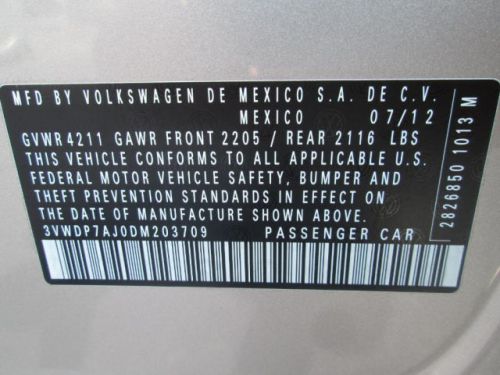 MFD BY VOLKSWAGEN DE MEXICO S.A. DE C.V.
MEXICO 07/12
GVWR 4211 GAWR FRONT 2205 / REAR 2116 LBS
THIS VEHICLE CONFORMS TO ALL APPLICABLE U.S.
FEDERAL MOTOR VEHICLE SAFETY, BUMPER AND
THEFT PREVENTION STANDARDS IN EFFECT ON
THE DATE OF MANUFACTURE SHOWN ABOVE.
3VWDP7AJ0DM203709 PASSENGER CAR
2826850 1013 M